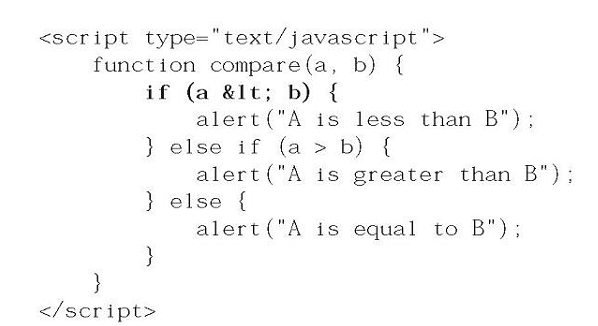 <script type="text/javascript">
    function compare(a, b) {
        if (a &lt; b) {
            alert("A is less than B");
        } else if (a > b) {
            alert("A is greater than B");
        } else {
            alert("A is equal to B");
        }
    }
</script>